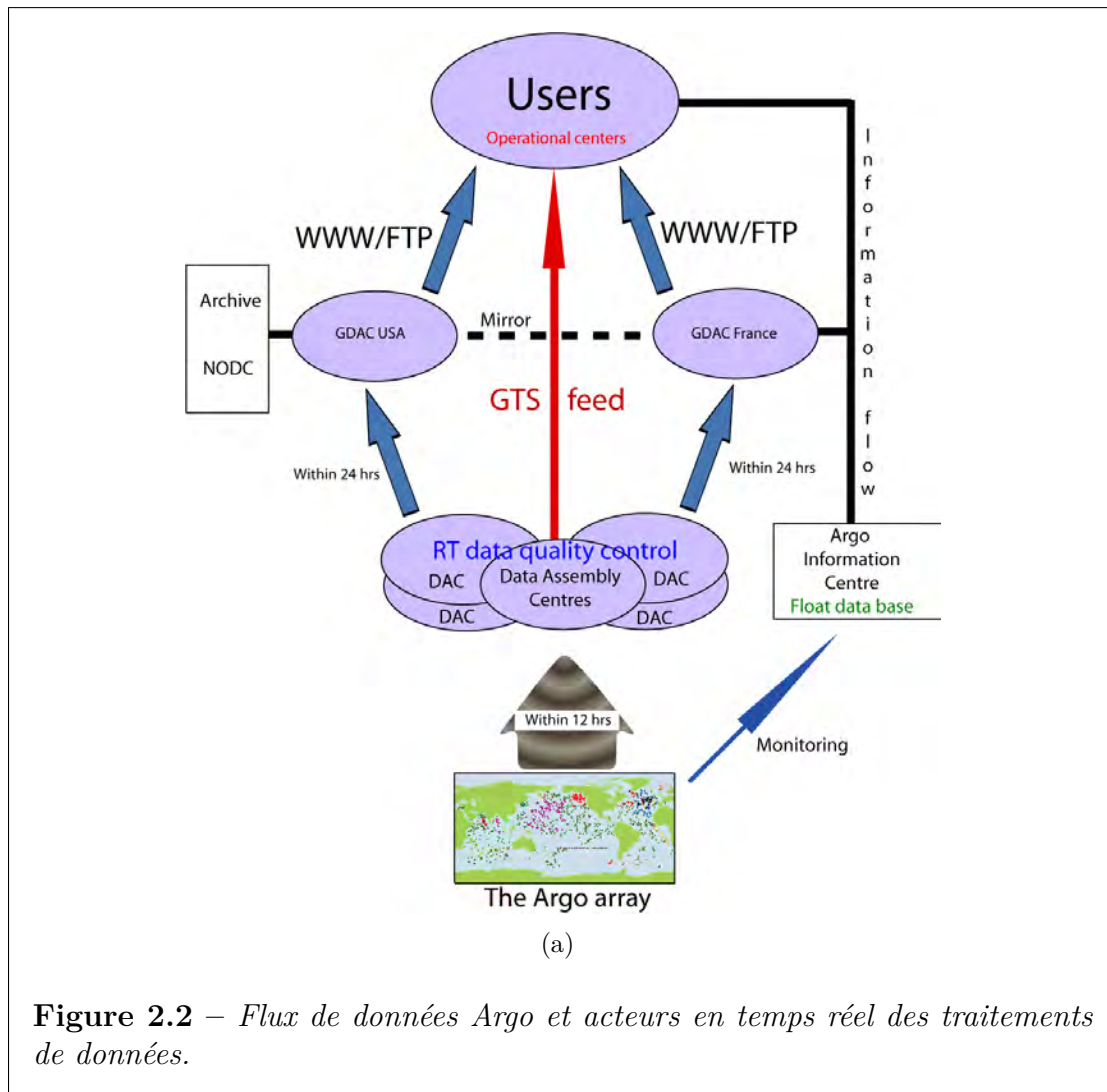 Users
Operational centers
WWW/FTP
WWW/FTP
Information flow
Archive
NODC
GDAC USA
Mirror
GDAC France
GTS feed
Within 24 hrs
Within 24 hrs
RT data quality control
DAC
Data Assembly
Centres
DAC
DAC
DAC
Argo
Information
Centre
Float data base
Within 12 hrs
Monitoring
The Argo array
(a)
Figure 2.2 – Flux de données Argo et acteurs en temps réel des traitements
de données.